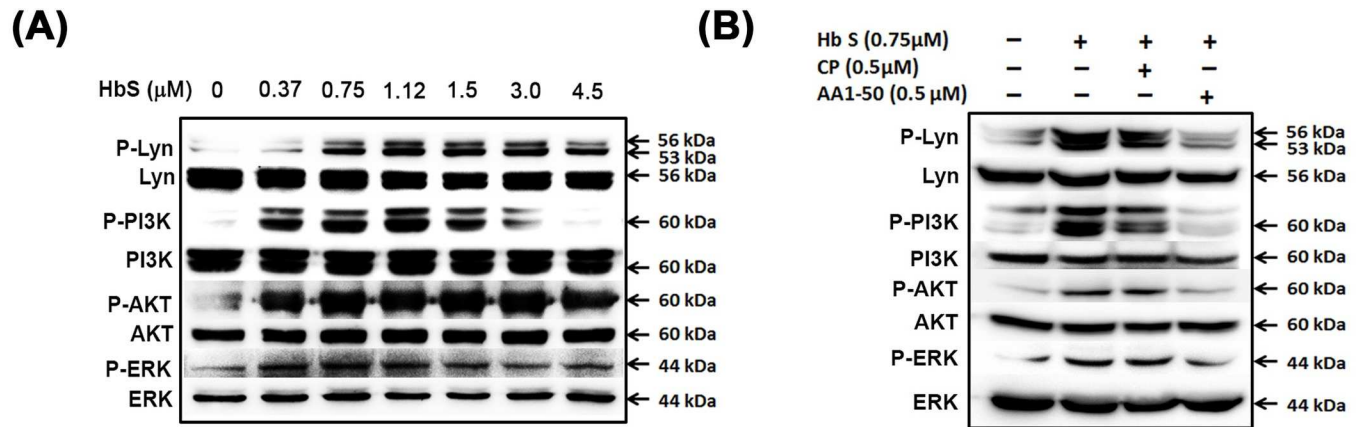 (A)
HbS (μM) 0 0.37 0.75 1.12 1.5 3.0 4.5
P-Lyn
56 kDa
53 kDa
Lyn 56 kDa
P-PI3K 60 kDa
PI3K 60 kDa
P-AKT 60 kDa
AKT 60 kDa
P-ERK 44 kDa
ERK 44 kDa
(B)
Hb S (0.75μM) – + + +
CP (0.5μM) – – + –
AA1-50 (0.5 μM) – – – +
P-Lyn
56 kDa
53 kDa
Lyn 56 kDa
P-PI3K 60 kDa
PI3K 60 kDa
P-AKT 60 kDa
AKT 60 kDa
P-ERK 44 kDa
ERK 44 kDa